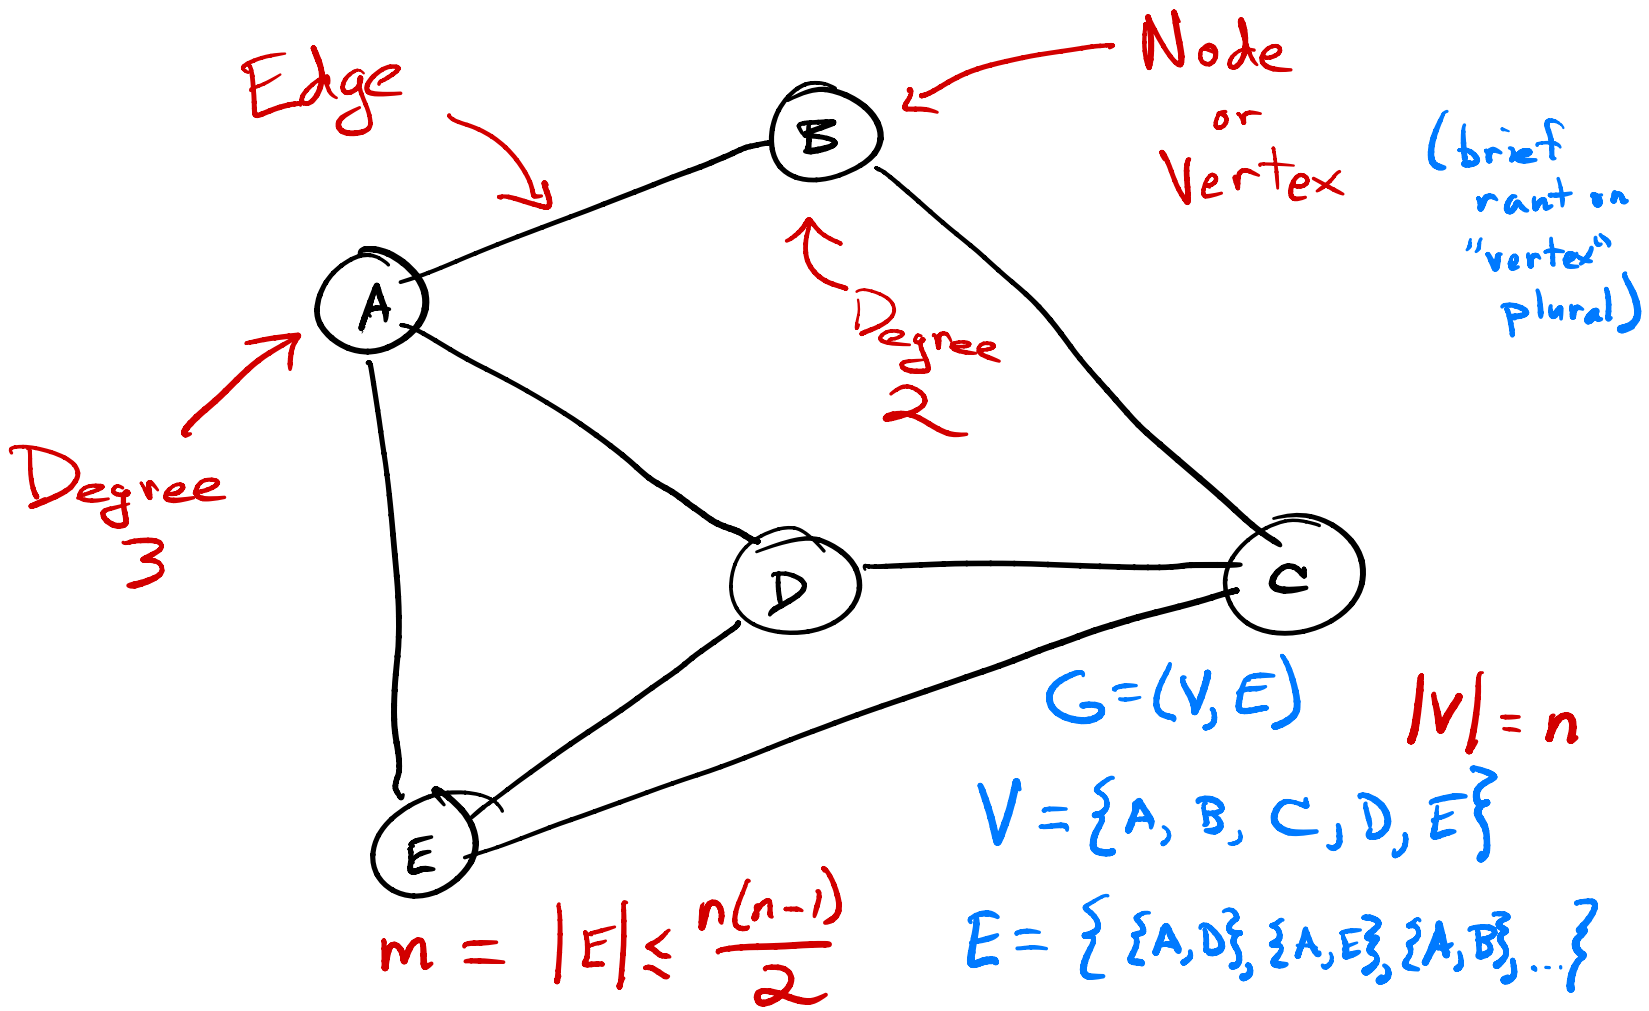 Edge
Node
or
Vertex
(brief
rant on
"vertex"
plural)
B
A
Degree
2
Degree
3
D
C
E
G=(V,E)
|V| = n
V = {A, B, C, D, E}
m = |E| ≤ n(n-1)/2
E = { {A,D}, {A,E}, {A,B}, ... }